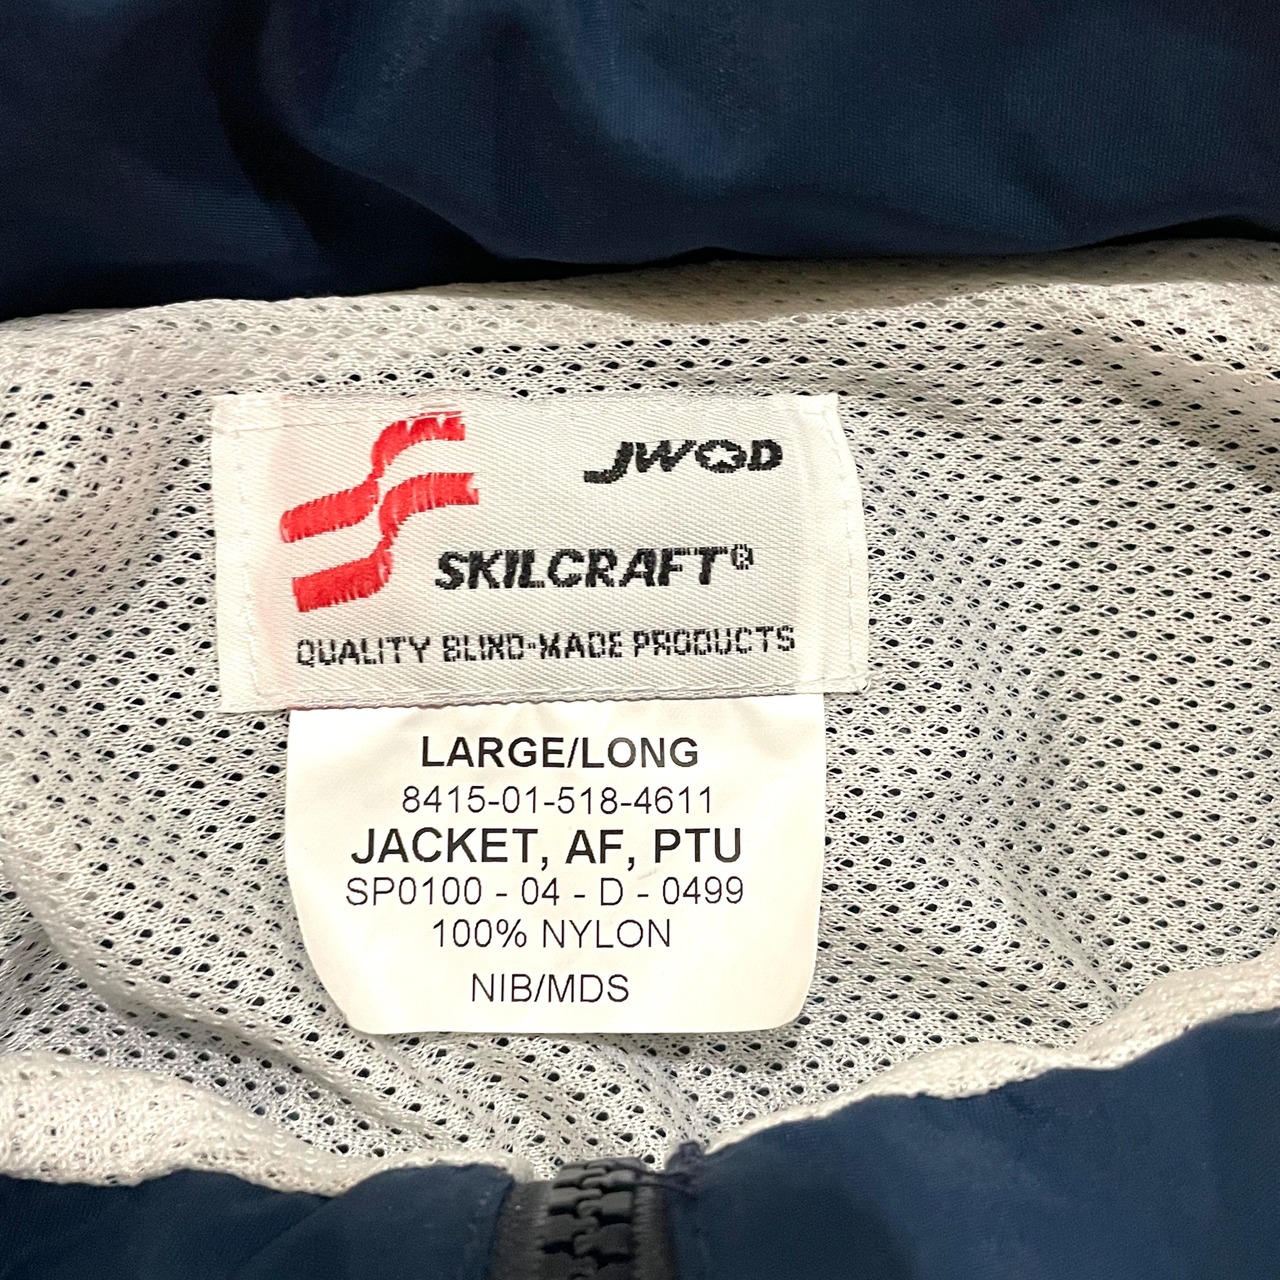 JWOD
SKILCRAFT®
QUALITY BLIND-MADE PRODUCTS
LARGE/LONG
8415-01-518-4611
JACKET, AF, PTU
SP0100 - 04 - D - 0499
100% NYLON
NIB/MDS